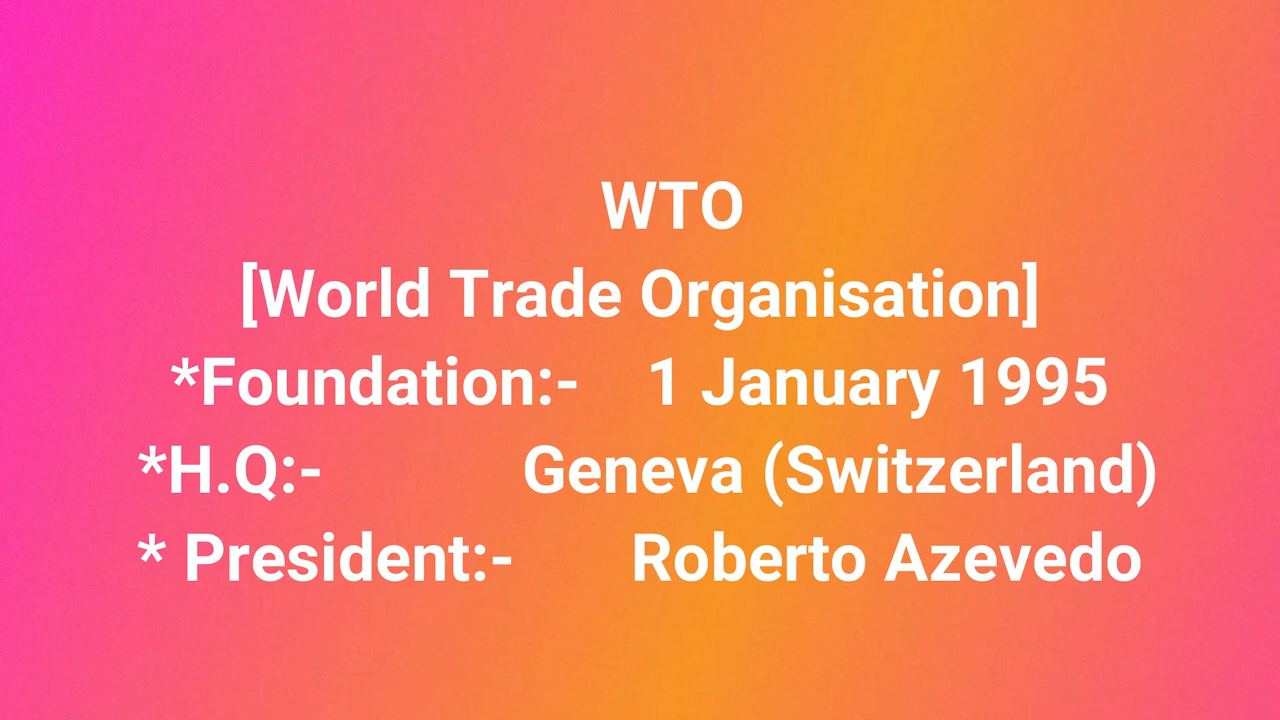 WTO
[World Trade Organisation]
*Foundation:- 1 January 1995
*H.Q:- Geneva (Switzerland)
* President:- Roberto Azevedo